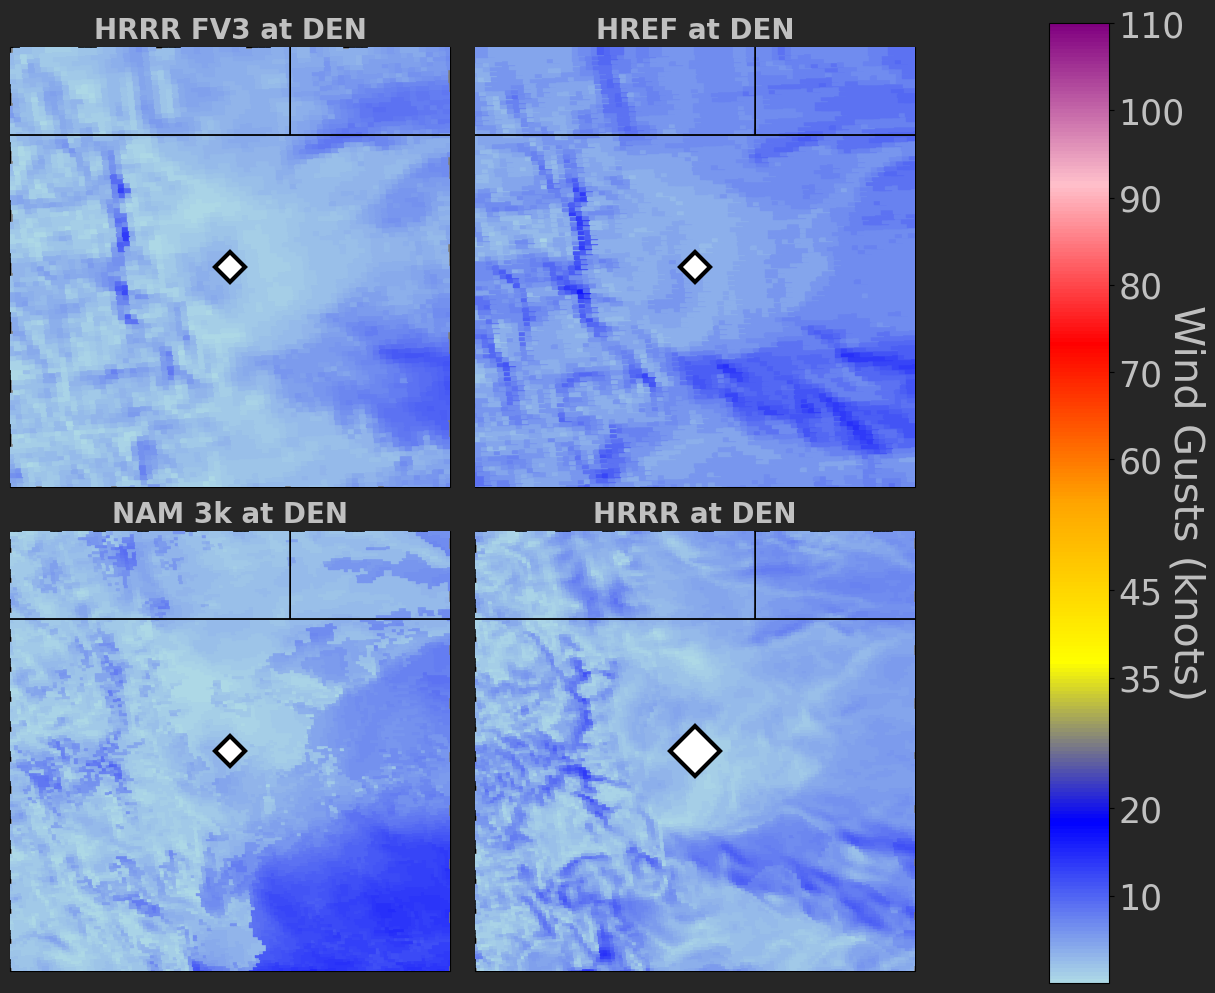 HRRR FV3 at DEN
HREF at DEN
NAM 3k at DEN
HRRR at DEN
110
100
90
80
70
60
45
35
20
10
Wind Gusts (knots)